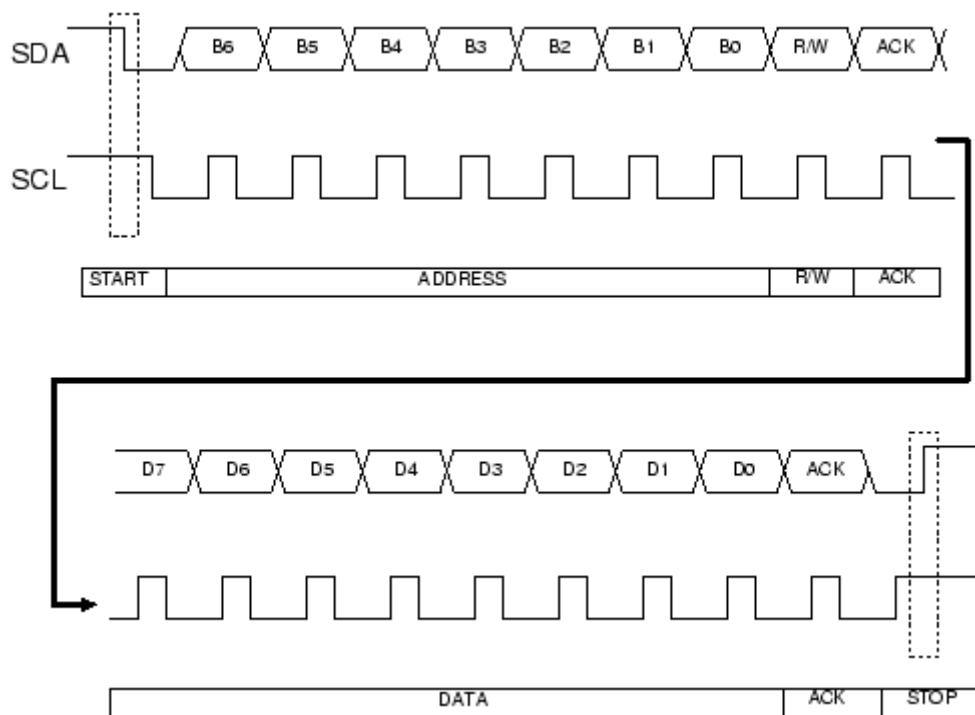 SDA B6 B5 B4 B3 B2 B1 B0 R/W ACK
SCL
START ADDRESS R/W ACK
D7 D6 D5 D4 D3 D2 D1 D0 ACK
DATA ACK STOP